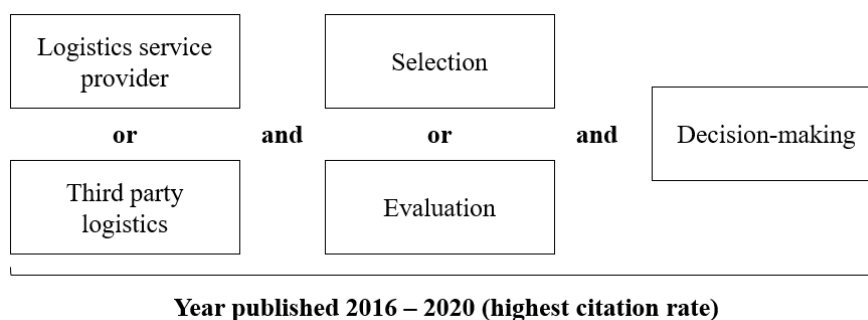 Logistics service
provider
Selection
or
and
or
and
Decision-making
Third party
logistics
Evaluation
Year published 2016 – 2020 (highest citation rate)